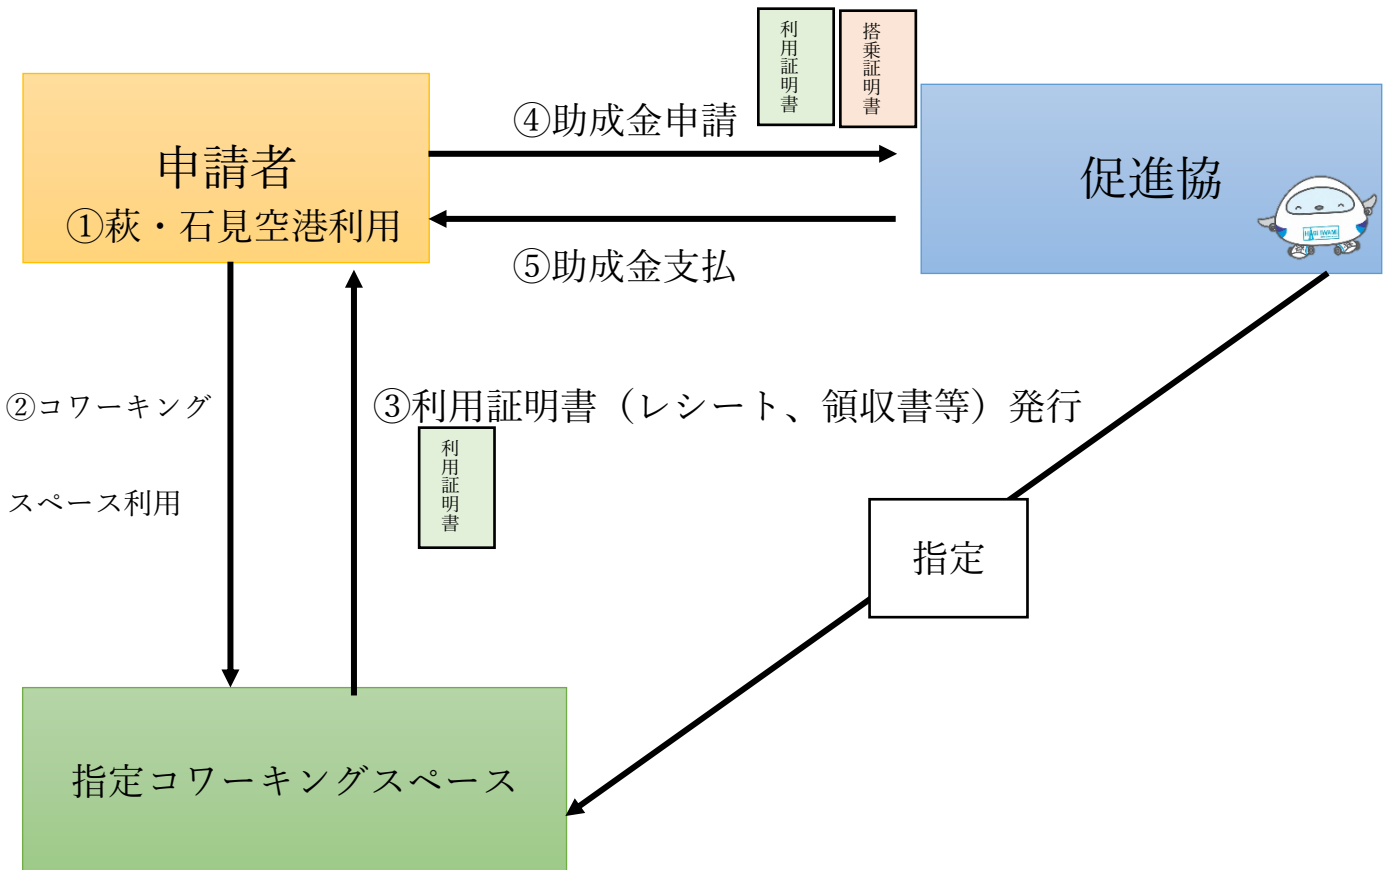 利用証明書
搭乗証明書
④助成金申請
申請者
①萩・石見空港利用
促進協
⑤助成金支払
②コワーキング
スペース利用
③利用証明書（レシート、領収書等）発行
利用証明書
指定
指定コワーキングスペース